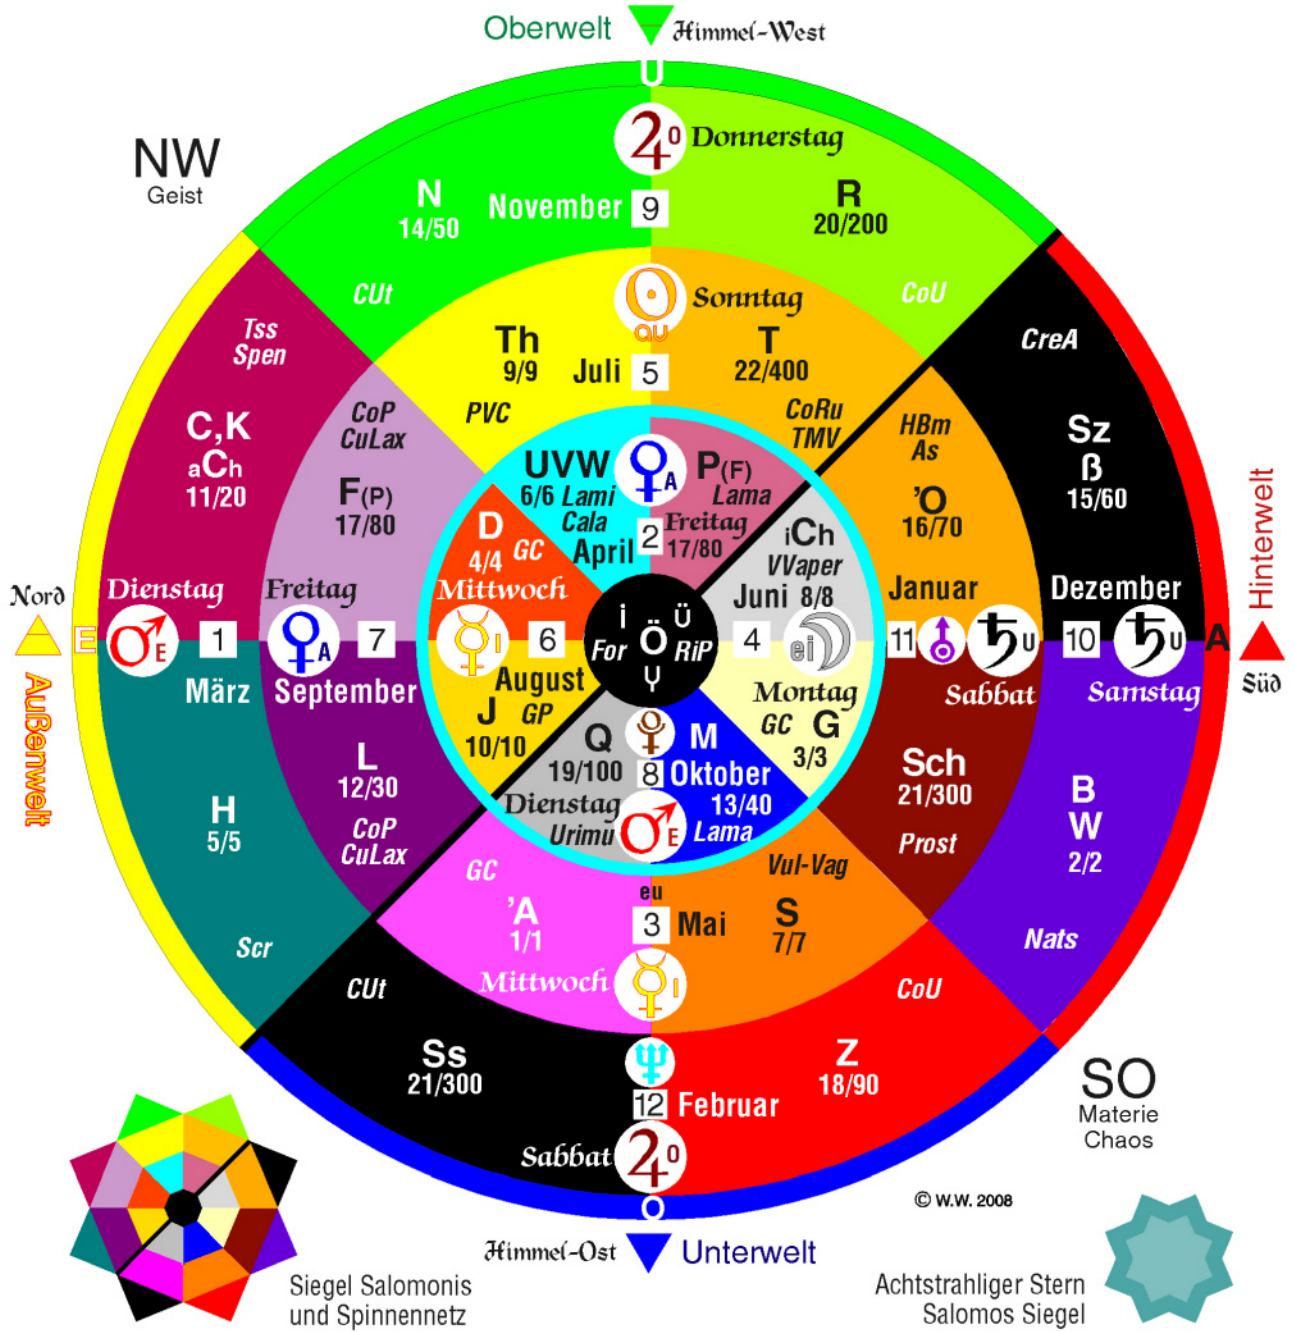 Oberwelt
Himmel-West
U
NW
Geist
Donnerstag
O
N
14/50
November
9
R
20/200
CUt
CoU
Sonntag
au
Th
9/9
Juli
5
T
22/400
PVC
CoRu
TMV
Tss
Spen
C,K
aCh
11/20
CoP
CuLax
F(P)
17/80
CreA
Sz
ß
15/60
HBm
As
'O
16/70
UVW
6/6 Lami
Cala
April
2
A
P(F)
Lama
Freitag
17/80
D
4/4
GC
Mittwoch
iCh
VVaper
Juni 8/8
Januar
Dezember
Nord
E
Dienstag
E
1
Freitag
A
7
I
6
i
Ü
For
Ö
RiP
Y
4
ei
11
U
10
U
A
Hinterwelt
Süd
Außenwelt
März
September
August
J
GP
10/10
Montag
GC
G
3/3
Sabbat
Samstag
Q
19/100
Dienstag
Urimu
8
E
M
Oktober
13/40
Lama
L
12/30
CoP
CuLax
H
5/5
Scr
Sch
21/300
Prost
B
W
2/2
Nats
GC
'A
1/1
Mittwoch
eu
3
Mai
I
Vul-Vag
S
7/7
CUt
Ss
21/300
Sabbat
12
Februar
O
CoU
Z
18/90
O
SO
Materie
Chaos
© W.W. 2008
Himmel-Ost
Unterwelt
Siegel Salomonis
und Spinnennetz
Achtstrahliger Stern
Salomos Siegel